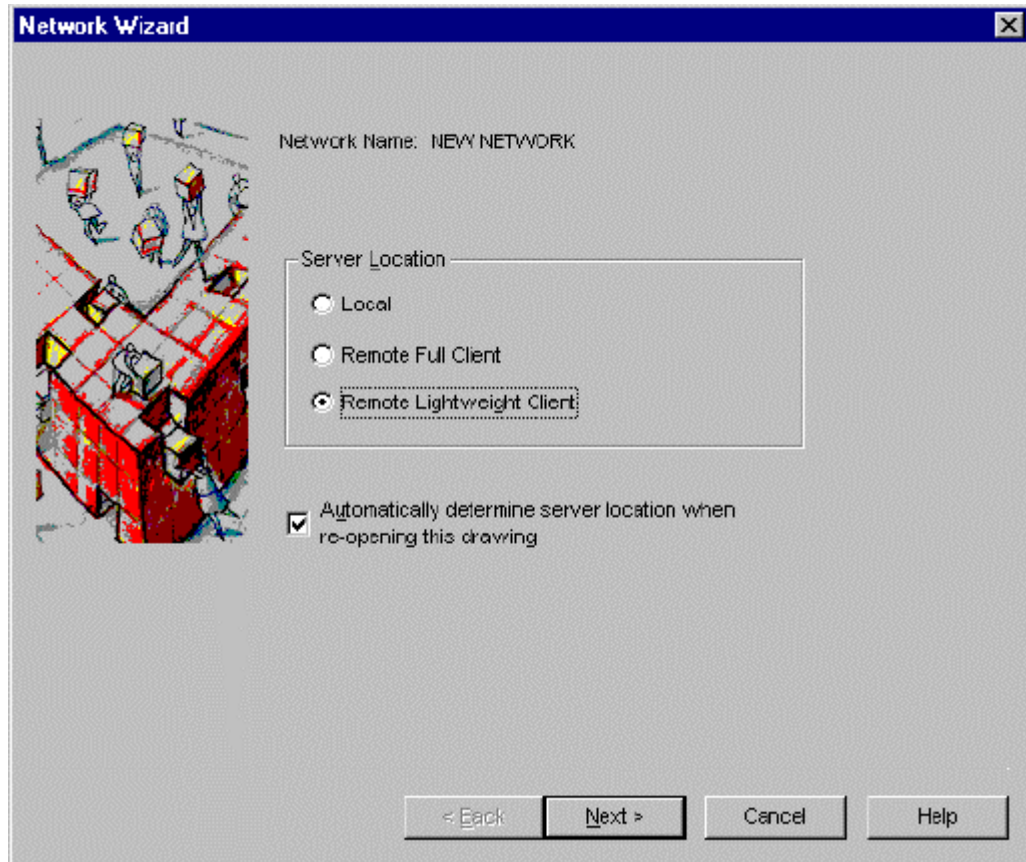 Network Wizard
Network Name: NEW NETWORK
Server Location
Local
Remote Full Client
Remote Lightweight Client
Automatically determine server location when
re-opening this drawing
< Back
Next >
Cancel
Help